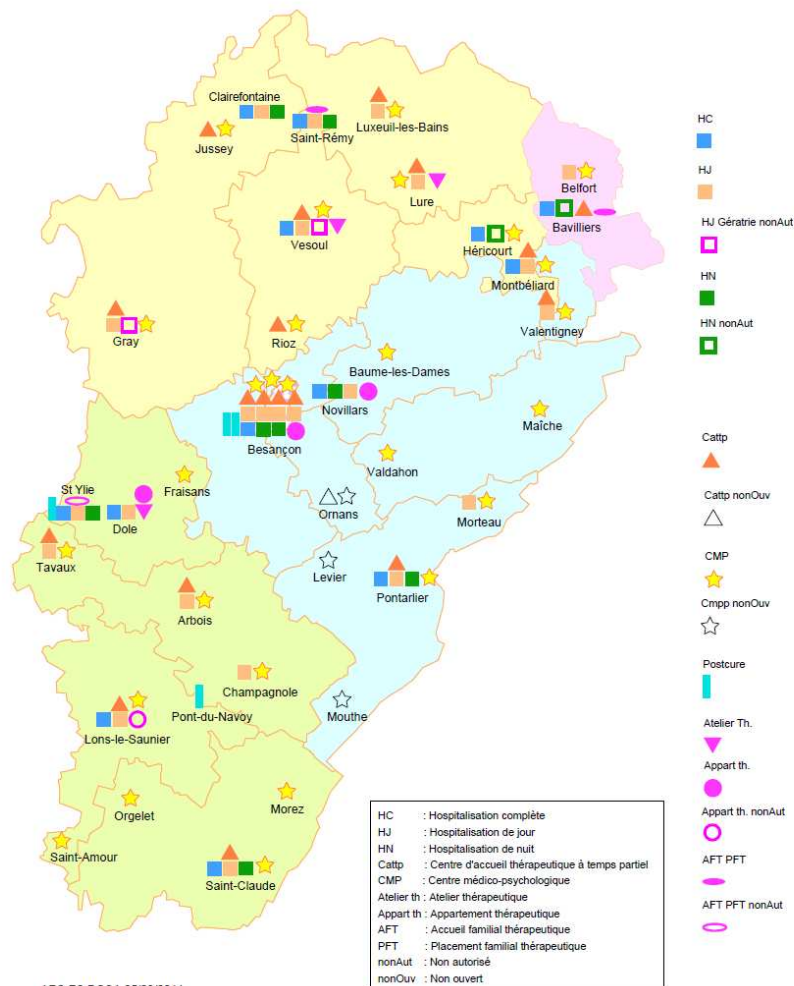 Clairefontaine
Saint-Rémy
Luxeuil-les-Bains
Jussey
Lure
Belfort
Bavilliers
Vesoul
Héricourt
Montbéliard
Valentigney
Gray
Rioz
Baume-les-Dames
Novillars
Maîche
Besançon
Valdahon
St Ylie
Fraisans
Dole
Ornans
Morteau
Tavaux
Levier
Pontarlier
Arbois
Champagnole
Pont-du-Navoy
Mouthe
Lons-le-Saunier
Orgelet
Morez
Saint-Amour
Saint-Claude
HC
HJ
HJ Gératrie nonAut
HN
HN nonAut
Cattp
Cattp nonOuv
CMP
Cmpp nonOuv
Postcure
Atelier Th.
Appart th.
Appart th. nonAut
AFT PFT
AFT PFT nonAut
HC : Hospitalisation complète
HJ : Hospitalisation de jour
HN : Hospitalisation de nuit
Cattp : Centre d'accueil thérapeutique à temps partiel
CMP : Centre médico-psychologique
Atelier th : Atelier thérapeutique
Appart th : Appartement thérapeutique
AFT : Accueil familial thérapeutique
PFT : Placement familial thérapeutique
nonAut : Non autorisé
nonOuv : Non ouvert